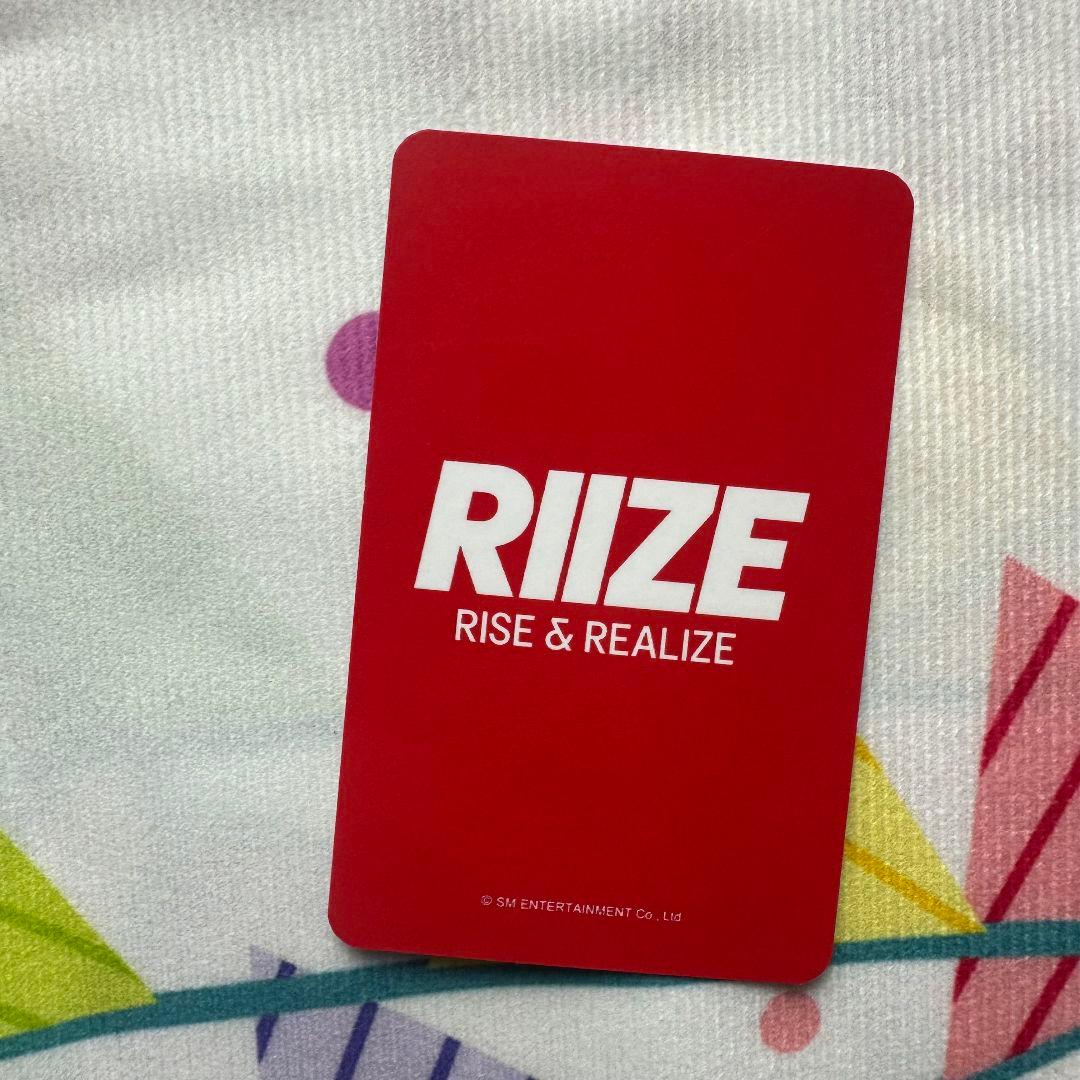 RIIZE
RISE & REALIZE
© SM ENTERTAINMENT Co., Ltd